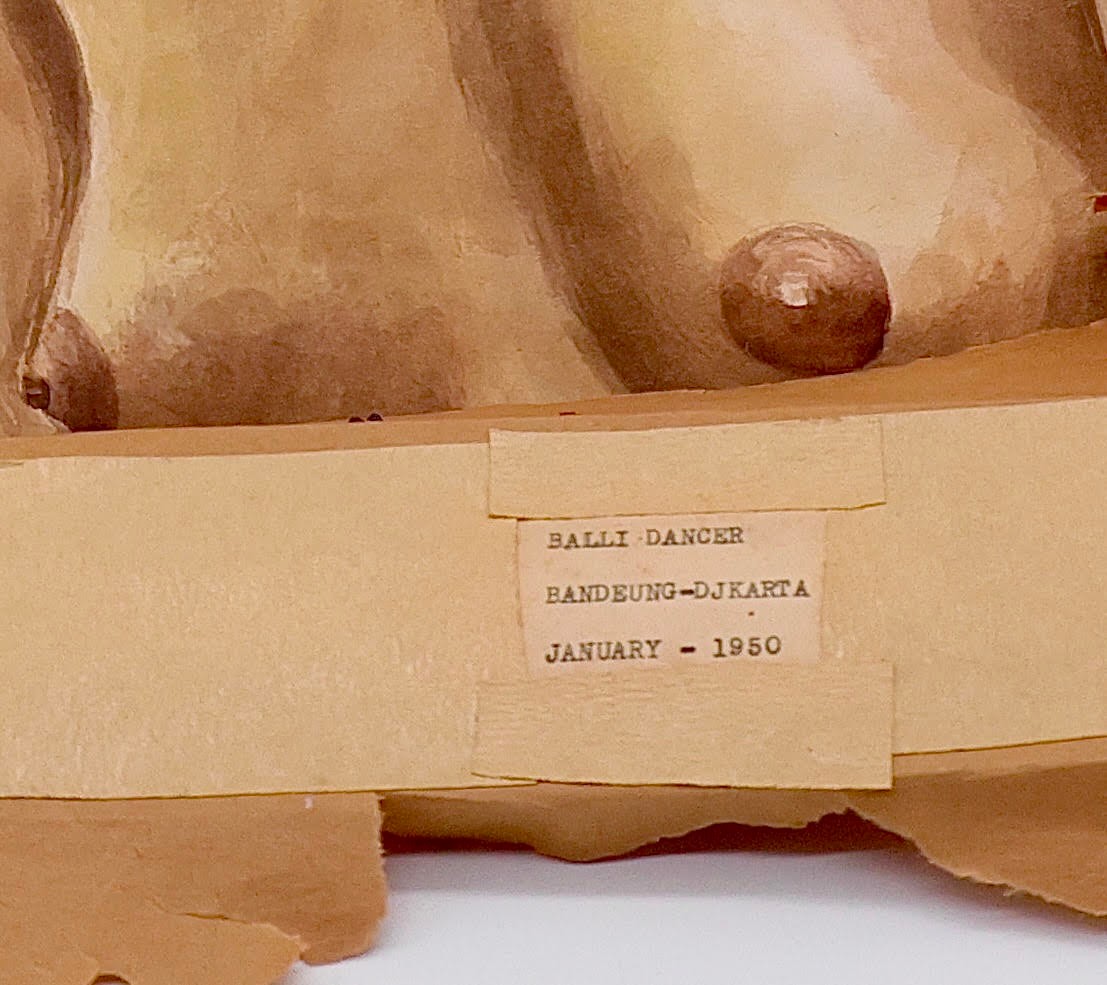 BALLI DANCER
BANDEUNG-DJKARTA
JANUARY - 1950